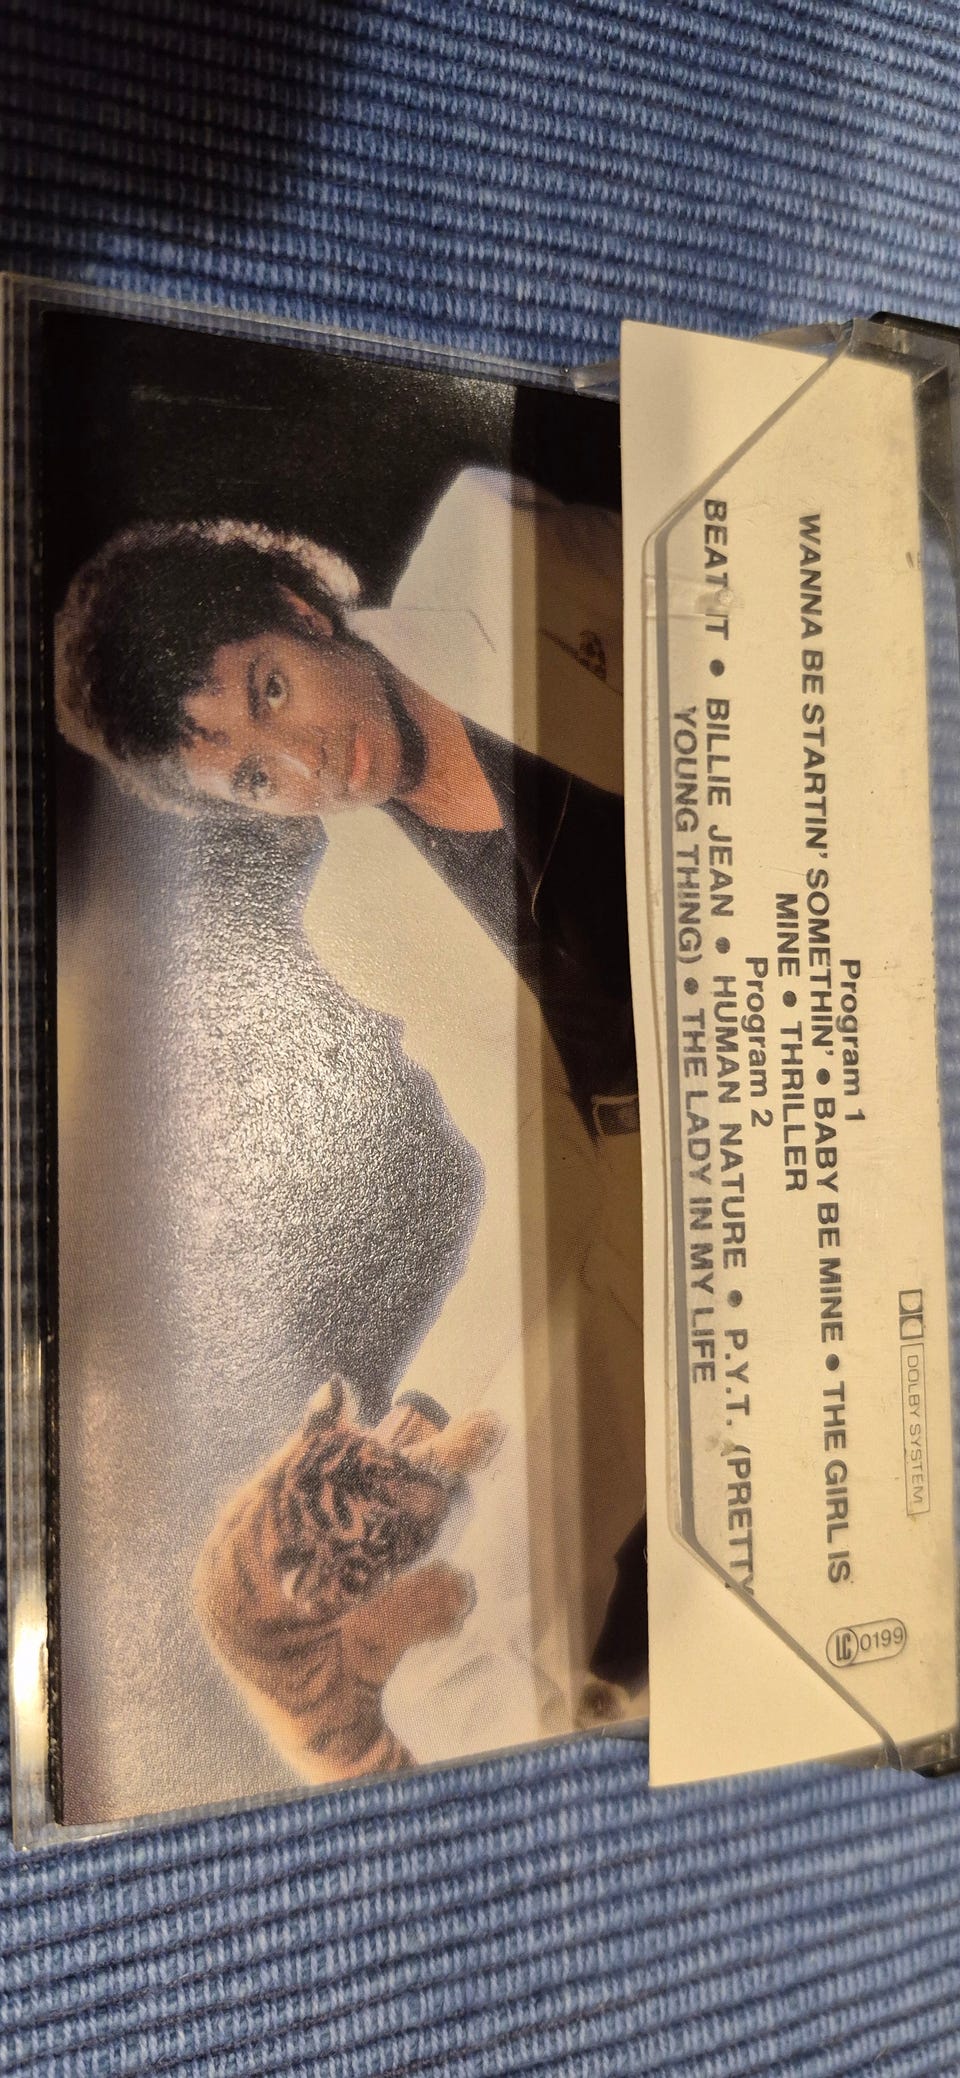 DOLBY SYSTEM
0199
Program 1
WANNA BE STARTIN' SOMETHIN' ● BABY BE MINE ● THE GIRL IS
MINE ● THRILLER
Program 2
BEAT IT ● BILLIE JEAN ● HUMAN NATURE ● P.Y.T. (PRETTY
YOUNG THING) ● THE LADY IN MY LIFE